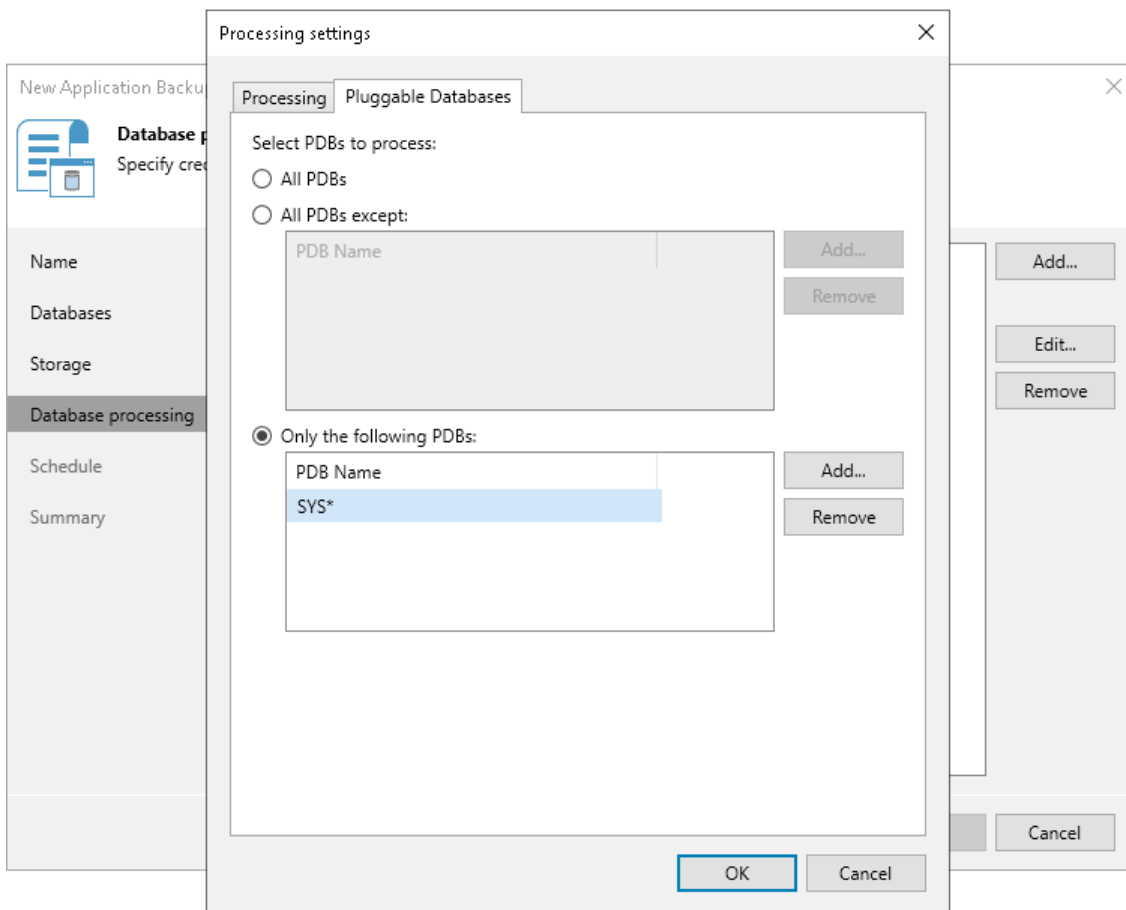 Processing settings
New Application Backu
Database p
Specify cred
Name
Databases
Storage
Database processing
Schedule
Summary
Processing
Pluggable Databases
Select PDBs to process:
All PDBs
All PDBs except:
PDB Name
Add...
Remove
Only the following PDBs:
PDB Name
SYS*
Add...
Remove
OK
Cancel
Add...
Edit...
Remove
Cancel